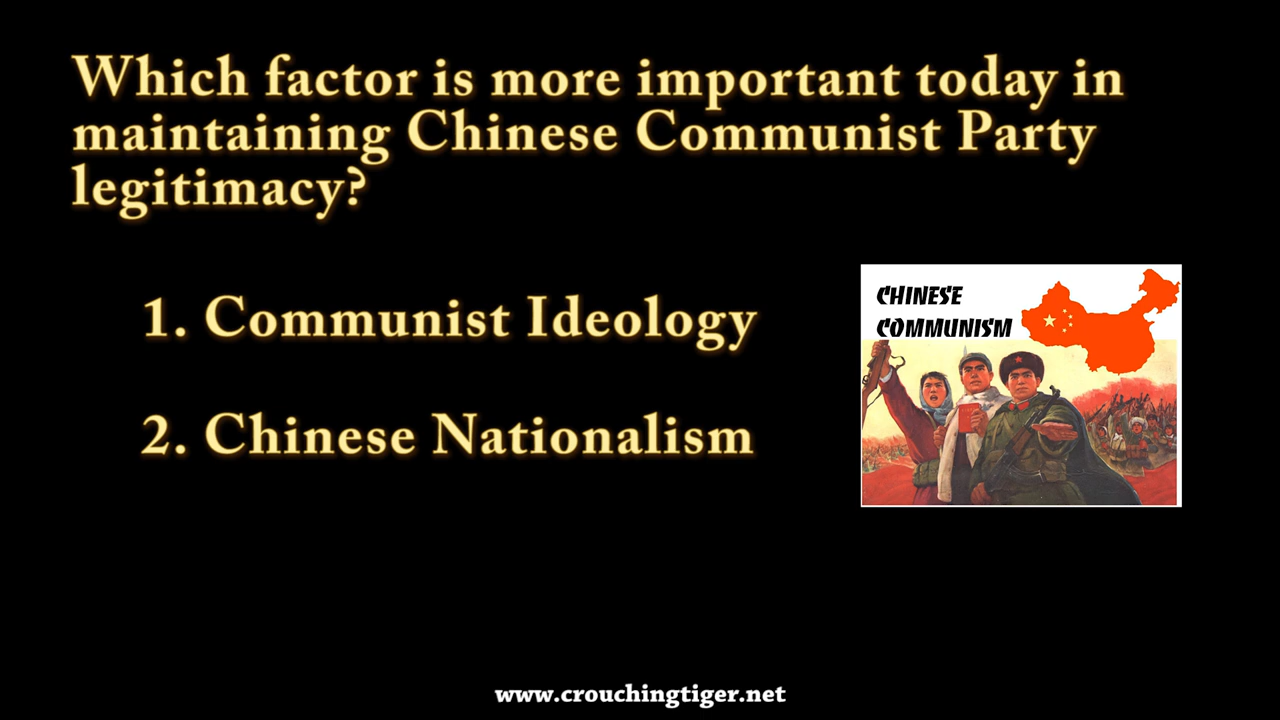 Which factor is more important today in
maintaining Chinese Communist Party
legitimacy?
1. Communist Ideology
2. Chinese Nationalism
CHINESE
COMMUNISM
www.crouchingtiger.net